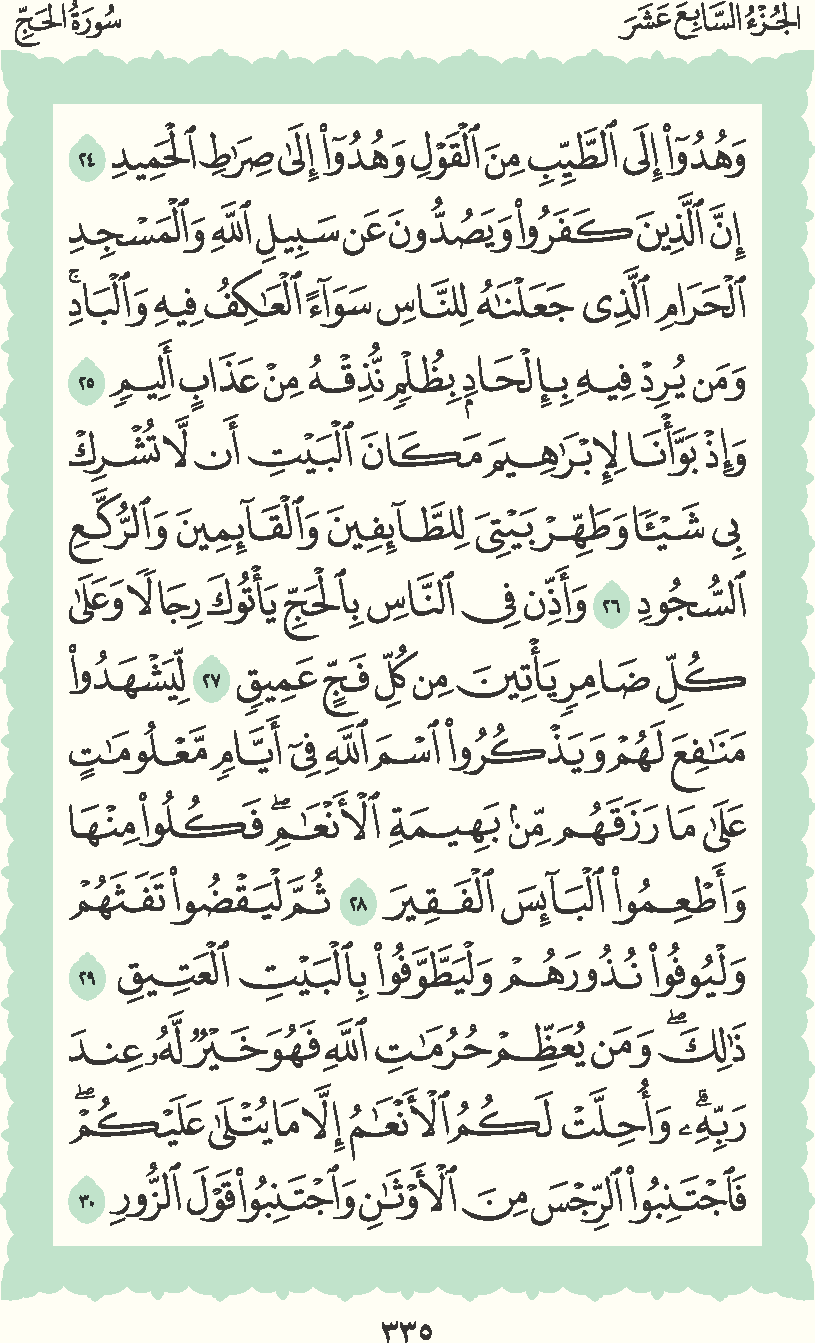 الجُزْءُ السَّابِعَ عَشَرَ
سُورَةُ الحَجِّ
وَهُدُوٓا۟ إِلَى ٱلطَّيِّبِ مِنَ ٱلْقَوْلِ وَهُدُوٓا۟ إِلَىٰ صِرَٰطِ ٱلْحَمِيدِ ٢٤
إِنَّ ٱلَّذِينَ كَفَرُوا۟ وَيَصُدُّونَ عَن سَبِيلِ ٱللَّهِ وَٱلْمَسْجِدِ
ٱلْحَرَامِ ٱلَّذِى جَعَلْنَٰهُ لِلنَّاسِ سَوَآءً ٱلْعَٰكِفُ فِيهِ وَٱلْبَادِ ۚ
وَمَن يُرِدْ فِيهِ بِإِلْحَادٍۭ بِظُلْمٍ نُّذِقْهُ مِنْ عَذَابٍ أَلِيمٍ ٢٥
وَإِذْ بَوَّأْنَا لِإِبْرَٰهِيمَ مَكَانَ ٱلْبَيْتِ أَن لَّا تُشْرِكْ
بِى شَيْـًٔا وَطَهِّرْ بَيْتِىَ لِلطَّآئِفِينَ وَٱلْقَآئِمِينَ وَٱلرُّكَّعِ
ٱلسُّجُودِ ٢٦ وَأَذِّن فِى ٱلنَّاسِ بِٱلْحَجِّ يَأْتُوكَ رِجَالًا وَعَلَىٰ
كُلِّ ضَامِرٍ يَأْتِينَ مِن كُلِّ فَجٍّ عَمِيقٍ ٢٧ لِّيَشْهَدُوا۟
مَنَٰفِعَ لَهُمْ وَيَذْكُرُوا۟ ٱسْمَ ٱللَّهِ فِىٓ أَيَّامٍ مَّعْلُومَٰتٍ
عَلَىٰ مَا رَزَقَهُم مِّنۢ بَهِيمَةِ ٱلْأَنْعَٰمِ ۖ فَكُلُوا۟ مِنْهَا
وَأَطْعِمُوا۟ ٱلْبَآئِسَ ٱلْفَقِيرَ ٢٨ ثُمَّ لْيَقْضُوا۟ تَفَثَهُمْ
وَلْيُوفُوا۟ نُذُورَهُمْ وَلْيَطَّوَّفُوا۟ بِٱلْبَيْتِ ٱلْعَتِيقِ ٢٩
ذَٰلِكَ ۖ وَمَن يُعَظِّمْ حُرُمَٰتِ ٱللَّهِ فَهُوَ خَيْرٌ لَّهُۥ عِندَ
رَبِّهِۦ ۗ وَأُحِلَّتْ لَكُمُ ٱلْأَنْعَٰمُ إِلَّا مَا يُتْلَىٰ عَلَيْكُمْ ۖ
فَٱجْتَنِبُوا۟ ٱلرِّجْسَ مِنَ ٱلْأَوْثَٰنِ وَٱجْتَنِبُوا۟ قَوْلَ ٱلزُّورِ ٣٠
٣٣٥